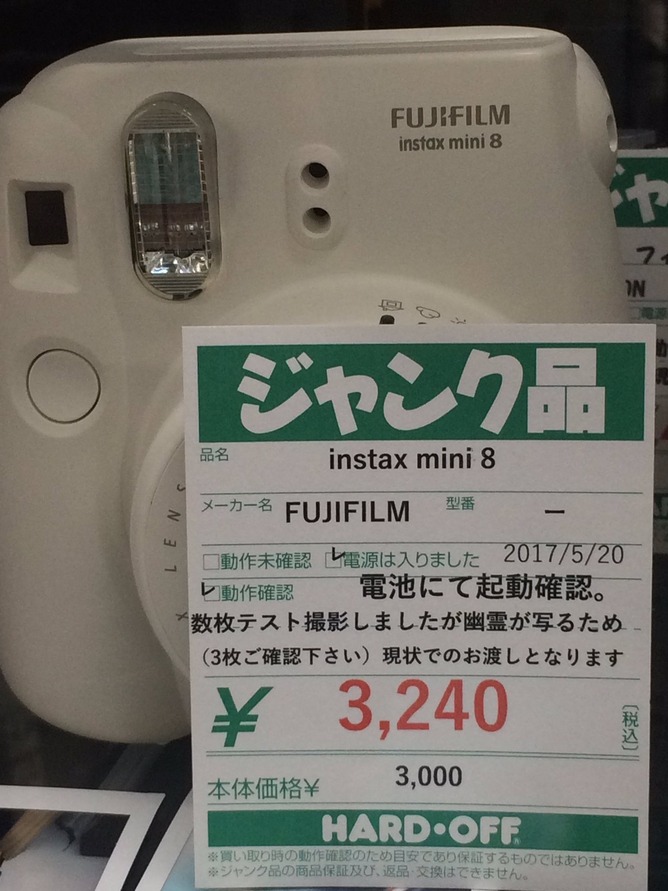 FUJIFILM
instax mini 8
LENS
ジャンク品
品名 instax mini 8
メーカー名 FUJIFILM 型番 ー
□動作未確認 ☑電源は入りました 2017/5/20
☑動作確認 電池にて起動確認。
数枚テスト撮影しましたが幽霊が写るため
(3枚ご確認下さい)現状でのお渡しとなります
¥ 3,240 〔税込〕
本体価格¥ 3,000
HARD・OFF
※買い取り時の動作確認のため目安であり保証するものではありません。
※ジャンク品の商品保証及び、返品・交換はできません。
ジャ
フィ
ON